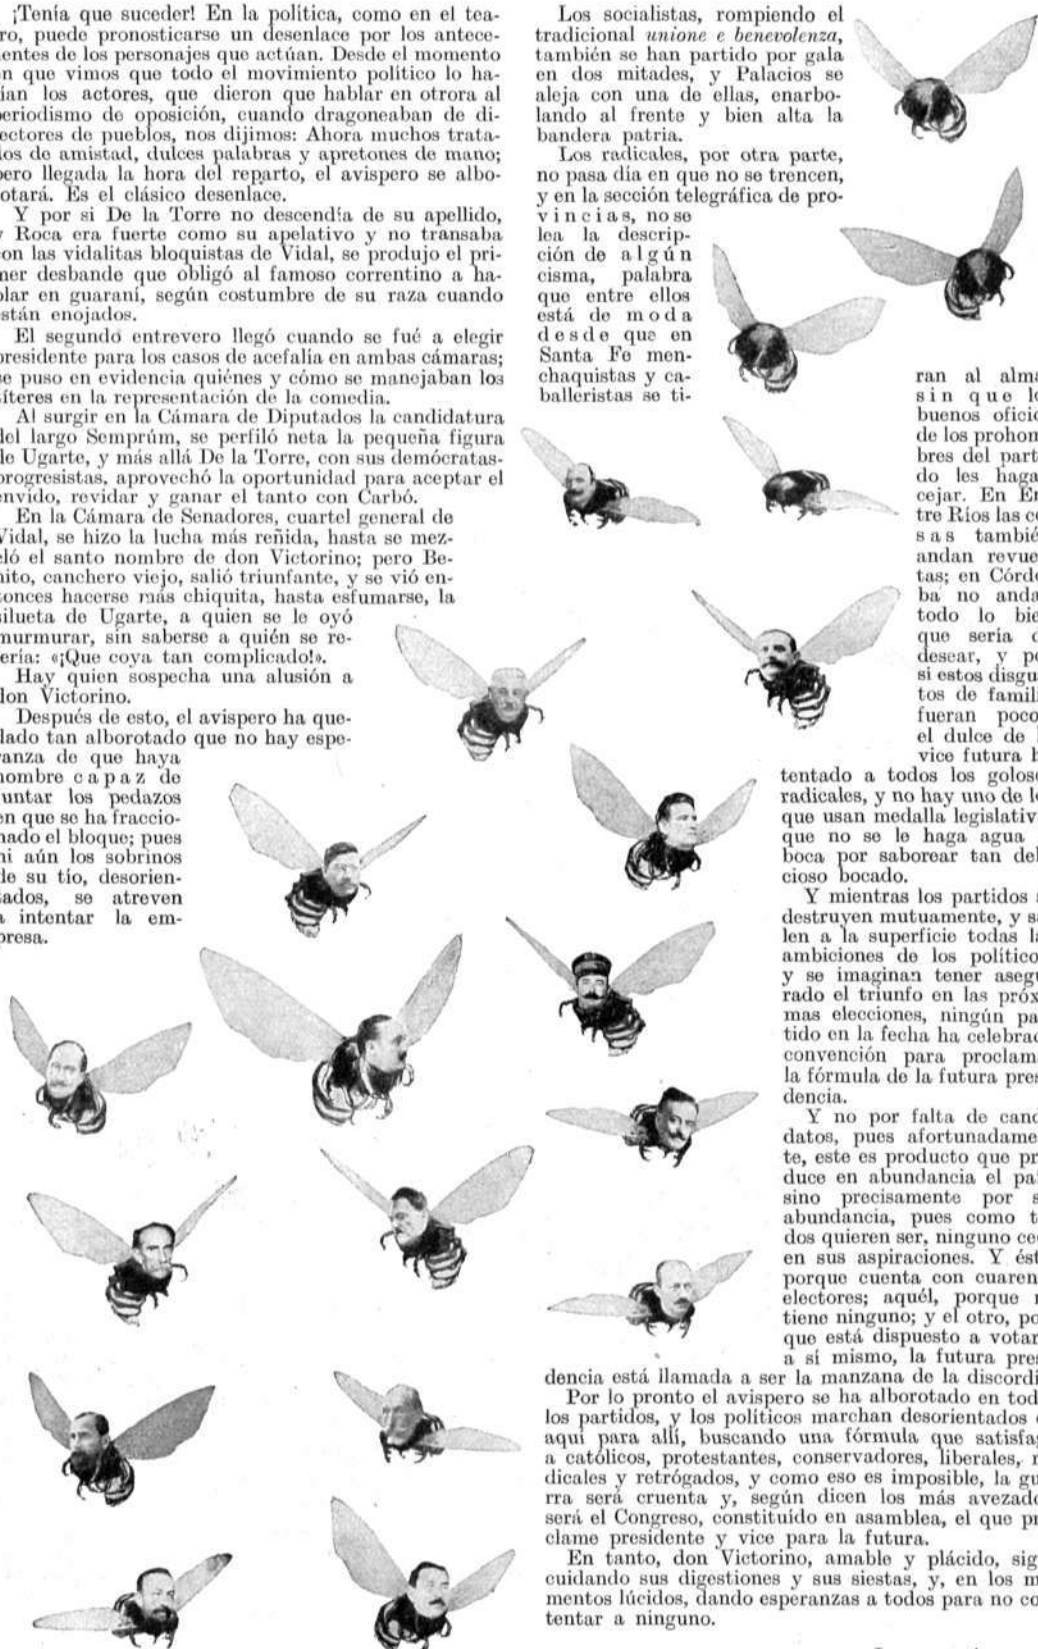 ¡Tenía que suceder! En la política, como en el tea-
ro, puede pronosticarse un desenlace por los antece-
entes de los personajes que actúan. Desde el momento
n que vimos que todo el movimiento político lo ha-
ían los actores, que dieron que hablar en otrora al
periodismo de oposición, cuando dragoneaban de di-
ectores de pueblos, nos dijimos: Ahora muchos trata-
os de amistad, dulces palabras y apretones de mano;
pero llegada la hora del reparto, el avispero se albo-
otará. Es el clásico desenlace.
Y por si De la Torre no descendía de su apellido,
y Roca era fuerte como su apelativo y no transaba
on las vidalitas bloquistas de Vidal, se produjo el pri-
mer desbande que obligó al famoso correntino a ha-
blar en guaraní, según costumbre de su raza cuando
están enojados.
El segundo entrevero llegó cuando se fué a elegir
presidente para los casos de acefalía en ambas cámaras;
se puso en evidencia quiénes y cómo se manejaban los
íteres en la representación de la comedia.
Al surgir en la Cámara de Diputados la candidatura
del largo Semprúm, se perfiló neta la pequeña figura
de Ugarte, y más allá De la Torre, con sus demócratas-
progresistas, aprovechó la oportunidad para aceptar el
envido, revidar y ganar el tanto con Carbó.
En la Cámara de Senadores, cuartel general de
Vidal, se hizo la lucha más reñida, hasta se mez-
cló el santo nombre de don Victorino; pero Be-
nito, canchero viejo, salió triunfante, y se vió en-
onces hacerse más chiquita, hasta esfumarse, la
silueta de Ugarte, a quien se le oyó
murmurar, sin saberse a quién se re-
ería: «¡Que coya tan complicado!».
Hay quien sospecha una alusión a
don Victorino.
Después de esto, el avispero ha que-
dado tan alborotado que no hay espe-
ranza de que haya
hombre capaz de
untar los pedazos
en que se ha fraccio-
nado el bloque; pues
ni aún los sobrinos
de su tío, desorien-
tados, se atreven
a intentar la em-
presa.
Los socialistas, rompiendo el
tradicional unione e benevolenza,
también se han partido por gala
en dos mitades, y Palacios se
aleja con una de ellas, enarbo-
lando al frente y bien alta la
bandera patria.
Los radicales, por otra parte,
no pasa día en que no se trencen,
y en la sección telegráfica de pro-
vincias, no se
lea la descrip-
ción de algún
cisma, palabra
que entre ellos
está de moda
desde que en
Santa Fe men-
chaquistas y ca-
balleristas se ti-
ran al alma
sin que lo
buenos oficio
de los prohom
bres del parti
do les haga
cejar. En En
tre Ríos las co
sas tambié
andan revuel
tas; en Córdo
ba no anda
todo lo bie
que sería d
desear, y po
si estos disgus
tos de famili
fueran poco
el dulce de l
vice futura h
tentado a todos los goloso
radicales, y no hay uno de lo
que usan medalla legislativ
que no se le haga agua
boca por saborear tan deli
cioso bocado.
Y mientras los partidos s
destruyen mutuamente, y sa
len a la superficie todas la
ambiciones de los político
y se imaginan tener asegu
rado el triunfo en las próxi
mas elecciones, ningún par
tido en la fecha ha celebrad
convención para proclama
la fórmula de la futura pres
dencia.
Y no por falta de candi
datos, pues afortunadamen
te, este es producto que pro
duce en abundancia el paí
sino precisamente por s
abundancia, pues como to
dos quieren ser, ninguno ced
en sus aspiraciones. Y ést
porque cuenta con cuarent
electores; aquél, porque n
tiene ninguno; y el otro, por
que está dispuesto a votars
a sí mismo, la futura pres
dencia está llamada a ser la manzana de la discordi
Por lo pronto el avispero se ha alborotado en tod
los partidos, y los políticos marchan desorientados d
aquí para allí, buscando una fórmula que satisfag
a católicos, protestantes, conservadores, liberales, r
dicales y retrógados, y como eso es imposible, la gu
rra será cruenta y, según dicen los más avezado
será el Congreso, constituído en asamblea, el que pr
clame presidente y vice para la futura.
En tanto, don Victorino, amable y plácido, sigu
cuidando sus digestiones y sus siestas, y, en los m
mentos lúcidos, dando esperanzas a todos para no co
tentar a ninguno.